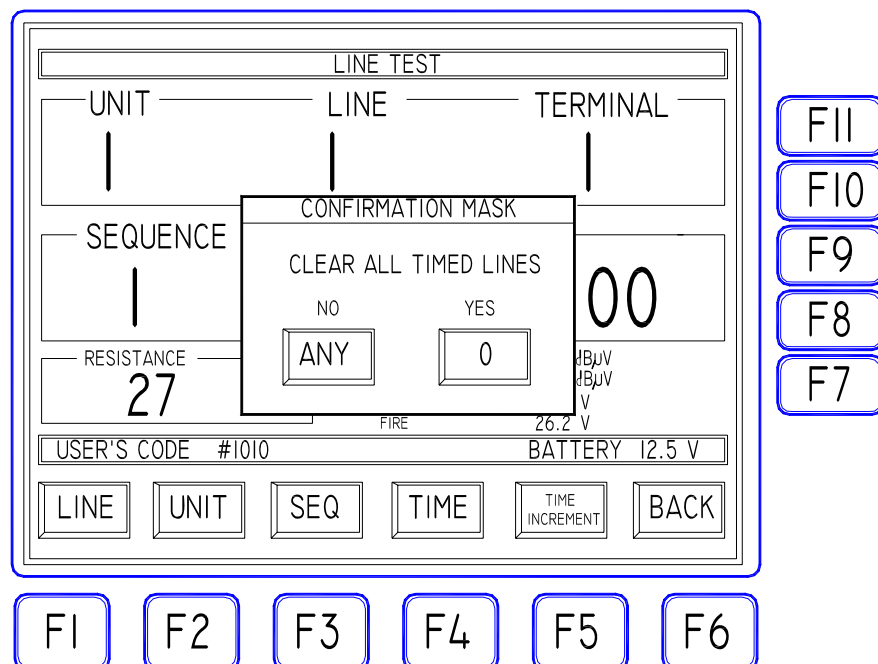 LINE TEST
UNIT LINE TERMINAL
1 1 1
CONFIRMATION MASK
SEQUENCE
CLEAR ALL TIMED LINES
1 00
NO YES
ANY 0
RESISTANCE
27
dBµV
dBµV
V
FIRE 26.2 V
USER'S CODE #1010 BATTERY 12.5 V
LINE UNIT SEQ TIME TIME INCREMENT BACK
F11
F10
F9
F8
F7
F1 F2 F3 F4 F5 F6